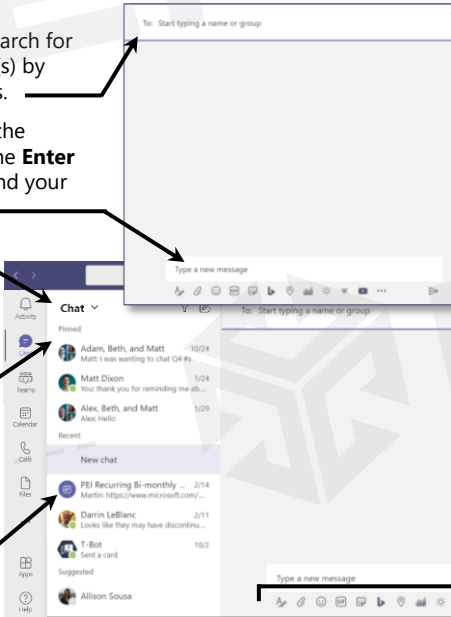 To: Start typing a name or group
arch for
(s) by
s.
the
ne Enter
nd your
Type a new message
Chat
To: Start typing a name or group
Activity
Pinned
Adam, Beth, and Matt 10/24
Matt: I was wanting to chat Q4 #s
Chat
Matt Dixon 1/24
You: thank you for reminding me ab...
Teams
Alex, Beth, and Matt 1/29
Alex: Hello
Calendar
Recent
Calls
New chat
Files
PEI Recurring Bi-monthly ... 2/14
Martin: https://www.microsoft.com/...
Darrin LeBlanc 2/11
Looks like they may have discontinu...
T-Bot 10/2
Sent a card
Apps
Suggested
Type a new message
Allison Sousa
Help